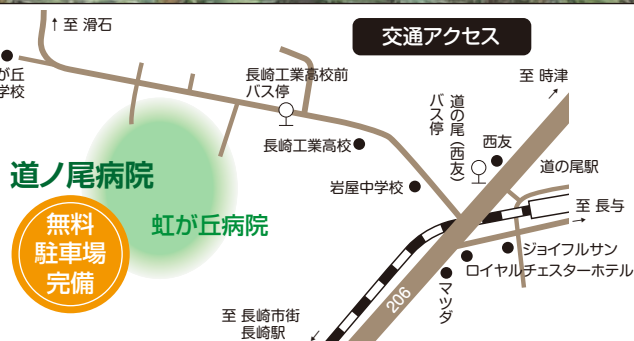 交通アクセス
↑至 滑石
が丘
学校
長崎工業高校前
バス停
至 時津
道の尾（西友）
バス停
西友
長崎工業高校
道の尾駅
岩屋中学校
道ノ尾病院
至 長与
虹が丘病院
無料
駐車場
完備
ジョイフルサン
ロイヤルチェスターホテル
マツダ
206
至 長崎市街
長崎駅